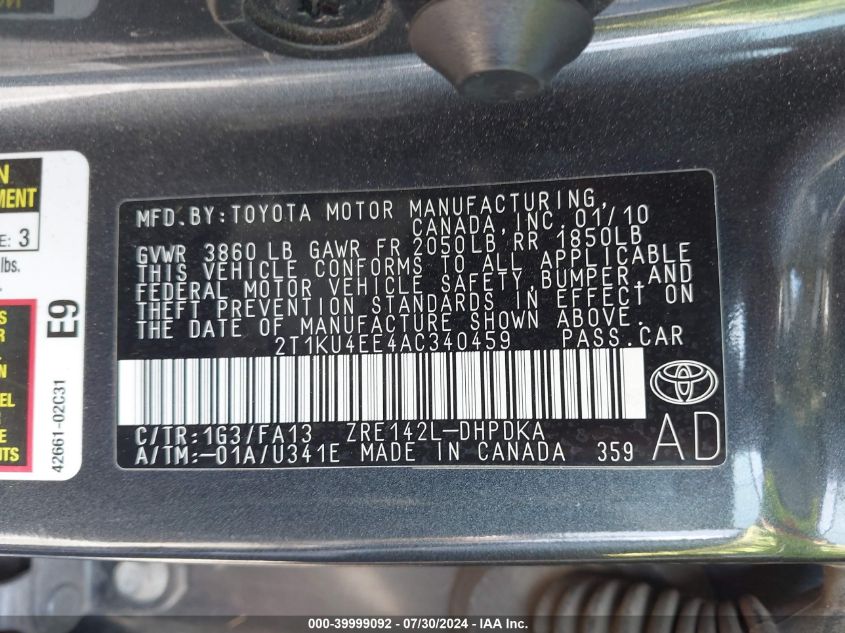 MFD.BY:TOYOTA MOTOR MANUFACTURING,
CANADA, INC. 01/10
GVWR 3860 LB GAWR FR 2050LB RR 1850LB
THIS VEHICLE CONFORMS TO ALL APPLICABLE
FEDERAL MOTOR VEHICLE SAFETY,BUMPER,AND
THEFT PREVENTION STANDARDS IN EFFECT ON
THE DATE OF MANUFACTURE SHOWN ABOVE.
2T1KU4EE4AC340459 PASS.CAR
C/TR:1G3/FA13 ZRE142L-DHPDKA
A/TM:-01A/U341E MADE IN CANADA 359
AD
E: 3
lbs.
E9
42661-02C31
000-39999092 - 07/30/2024 - IAA Inc.